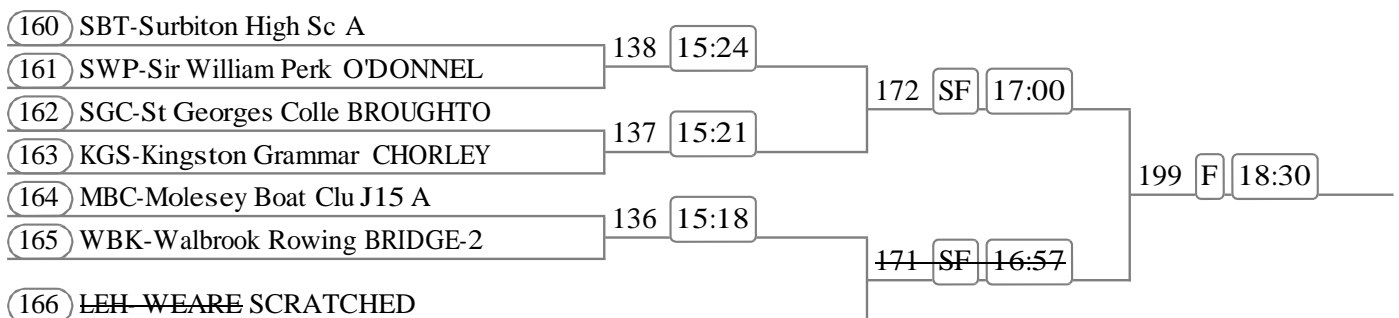 160 SBT-Surbiton High Sc A
138 15:24
161 SWP-Sir William Perk O'DONNEL
172 SF 17:00
162 SGC-St Georges Colle BROUGHTO
137 15:21
163 KGS-Kingston Grammar CHORLEY
199 F 18:30
164 MBC-Molesey Boat Clu J15 A
136 15:18
165 WBK-Walbrook Rowing BRIDGE-2
171 SF 16:57
166 LEH- WEARE SCRATCHED